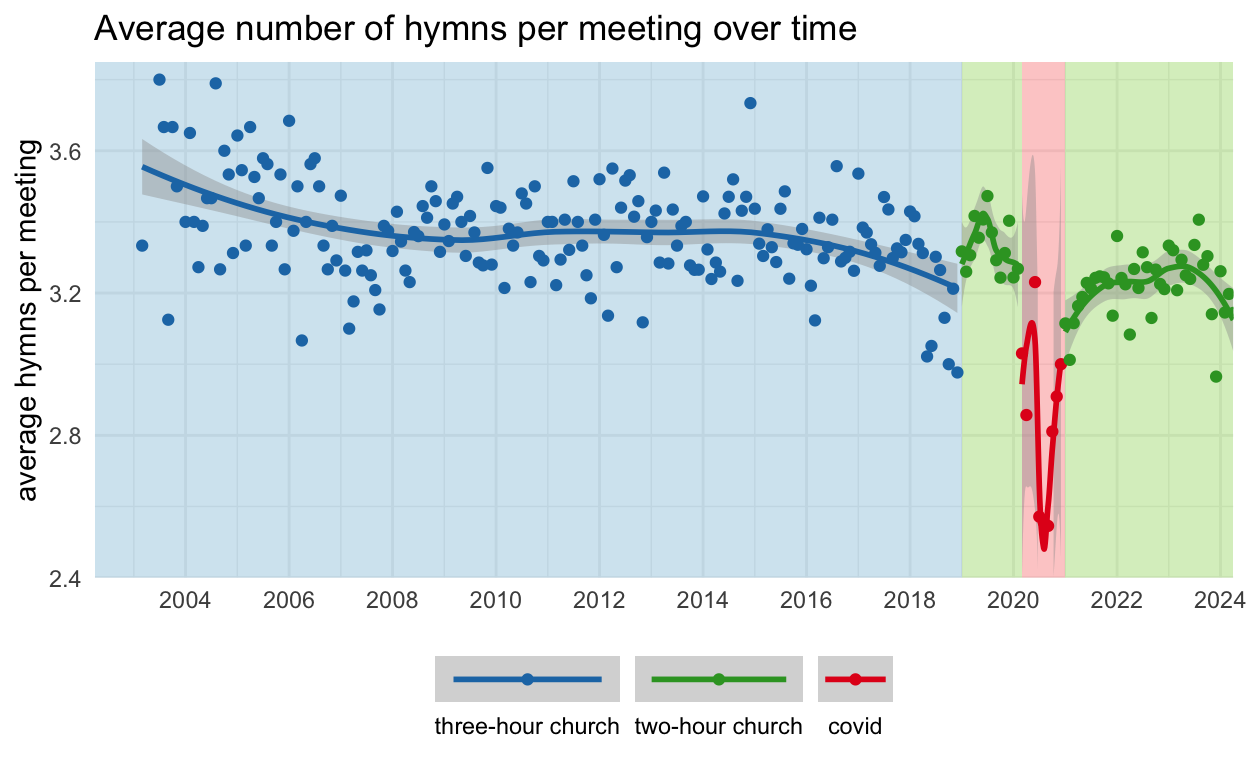 Average number of hymns per meeting over time
average hymns per meeting
3.6
3.2
2.8
2.4
2004 2006 2008 2010 2012 2014 2016 2018 2020 2022 2024
three-hour church two-hour church covid